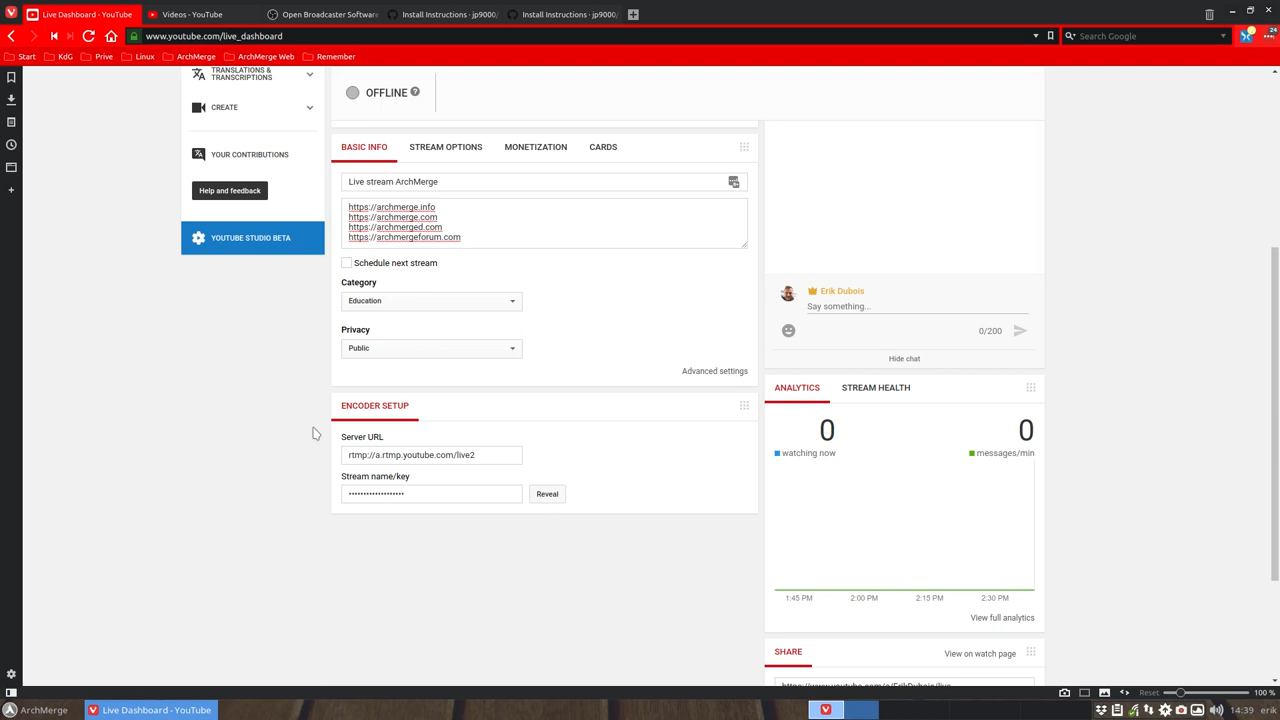 Live Dashboard - YouTube
Videos - YouTube
Open Broadcaster Software
Install Instructions · jp9000/
Install Instructions · jp9000/
www.youtube.com/live_dashboard
Search Google
24
Start
KdG
Prive
Linux
ArchMerge
ArchMerge Web
Remember
TRANSLATIONS &
TRANSCRIPTIONS
CREATE
YOUR CONTRIBUTIONS
Help and feedback
YOUTUBE STUDIO BETA
OFFLINE
BASIC INFO
STREAM OPTIONS
MONETIZATION
CARDS
Live stream ArchMerge
https://archmerge.info
https://archmerge.com
https://archmerged.com
https://archmergeforum.com
Schedule next stream
Category
Education
Privacy
Public
Advanced settings
ENCODER SETUP
Server URL
rtmp://a.rtmp.youtube.com/live2
Stream name/key
Reveal
Erik Dubois
Say something...
0/200
Hide chat
ANALYTICS
STREAM HEALTH
0
0
watching now
messages/min
1:45 PM
2:00 PM
2:15 PM
2:30 PM
View full analytics
SHARE
View on watch page
Reset
100 %
ArchMerge
Live Dashboard - YouTube
14:39
erik